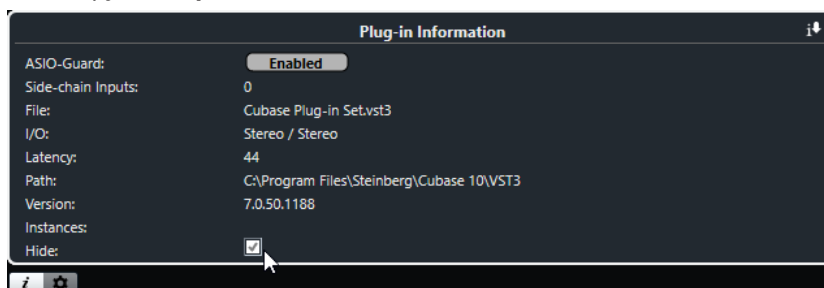 Plug-in Information
ASIO-Guard: Enabled
Side-chain Inputs: 0
File: Cubase Plug-in Set.vst3
I/O: Stereo / Stereo
Latency: 44
Path: C:\Program Files\Steinberg\Cubase 10\VST3
Version: 7.0.50.1188
Instances:
Hide: